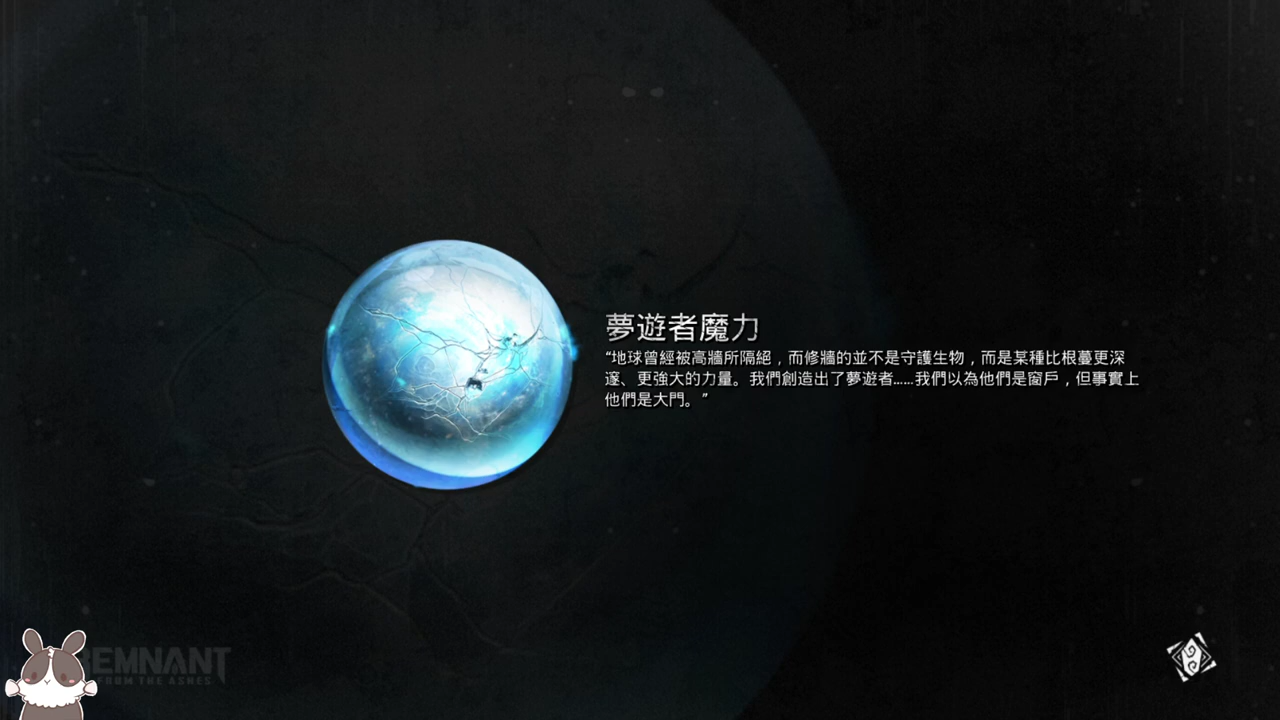 夢遊者魔力
“地球曾經被高牆所隔絕，而修牆的並不是守護生物，而是某種比根蔓更深
邃、更強大的力量。我們創造出了夢遊者......我們以為他們是窗戶，但事實上
他們是大門。”
REMNANT
FROM THE ASHES